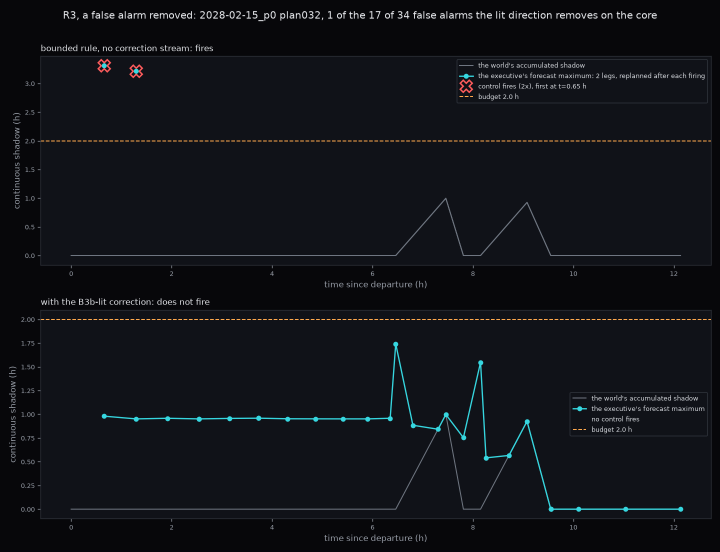 R3, a false alarm removed: 2028-02-15_p0 plan032, 1 of the 17 of 34 false alarms the lit direction removes on the core
bounded rule, no correction stream: fires
the world's accumulated shadow
the executive's forecast maximum: 2 legs, replanned after each firing
control fires (2x), first at t=0.65 h
budget 2.0 h
continuous shadow (h)
3.0
2.5
2.0
1.5
1.0
0.5
0.0
0 2 4 6 8 10 12
time since departure (h)
with the B3b-lit correction: does not fire
the world's accumulated shadow
the executive's forecast maximum
no control fires
budget 2.0 h
continuous shadow (h)
2.00
1.75
1.50
1.25
1.00
0.75
0.50
0.25
0.00
0 2 4 6 8 10 12
time since departure (h)